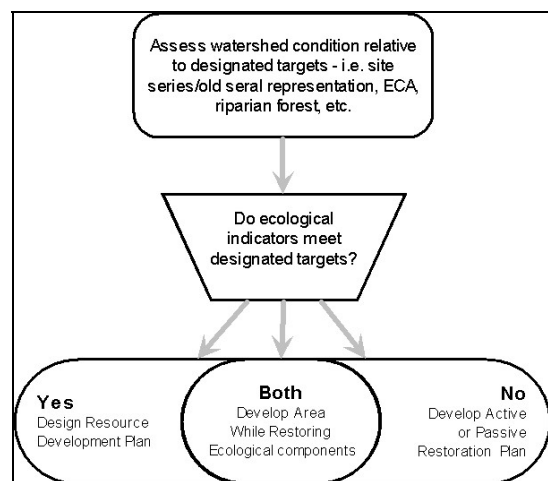 Assess watershed condition relative
to designated targets - i.e. site
series/old seral representation, ECA,
riparian forest, etc.
Do ecological
indicators meet
designated targets?
Yes
Design Resource
Development Plan
Both
Develop Area
While Restoring
Ecological components
No
Develop Active
or Passive
Restoration Plan